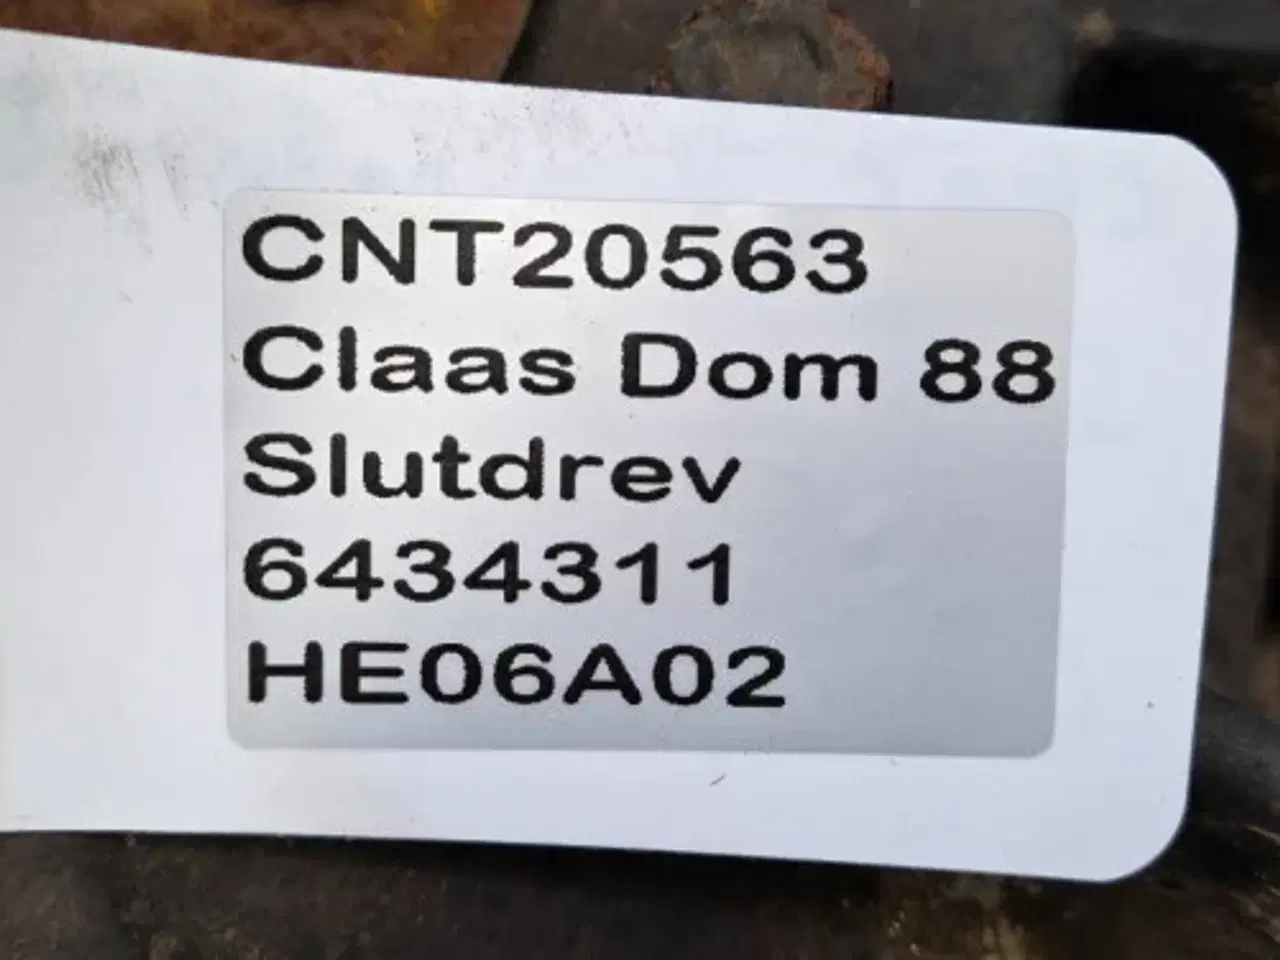 CNT20563
Claas Dom 88
Slutdrev
6434311
HE06A02